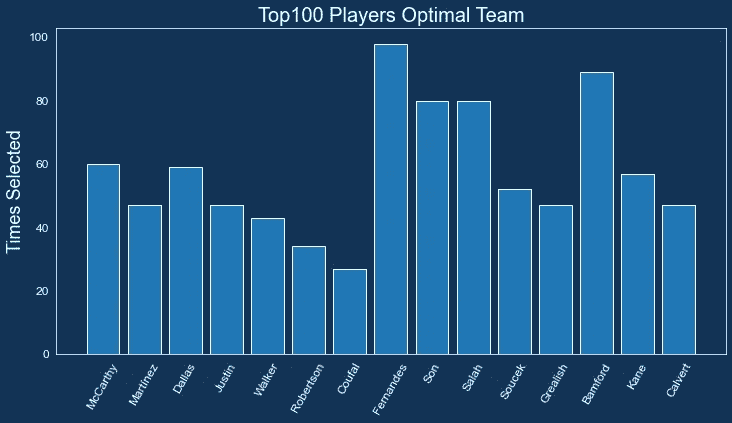 Top100 Players Optimal Team
Times Selected
100
80
60
40
20
0
McCarthy
Martinez
Dallas
Justin
Walker
Robertson
Coufal
Fernandes
Son
Salah
Soucek
Grealish
Bamford
Kane
Calvert